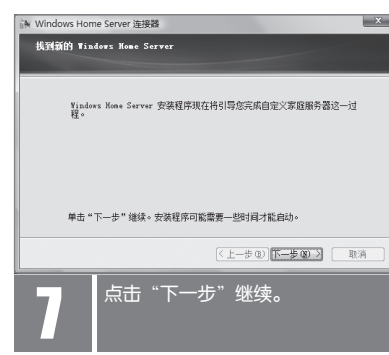 Windows Home Server 连接器
找到新的 Windows Home Server
Windows Home Server 安装程序现在将引导您完成自定义家庭服务器这一过
程。
单击“下一步”继续。安装程序可能需要一些时间才能启动。
<上一步(B) 下一步(N)> 取消
7 点击“下一步”继续。